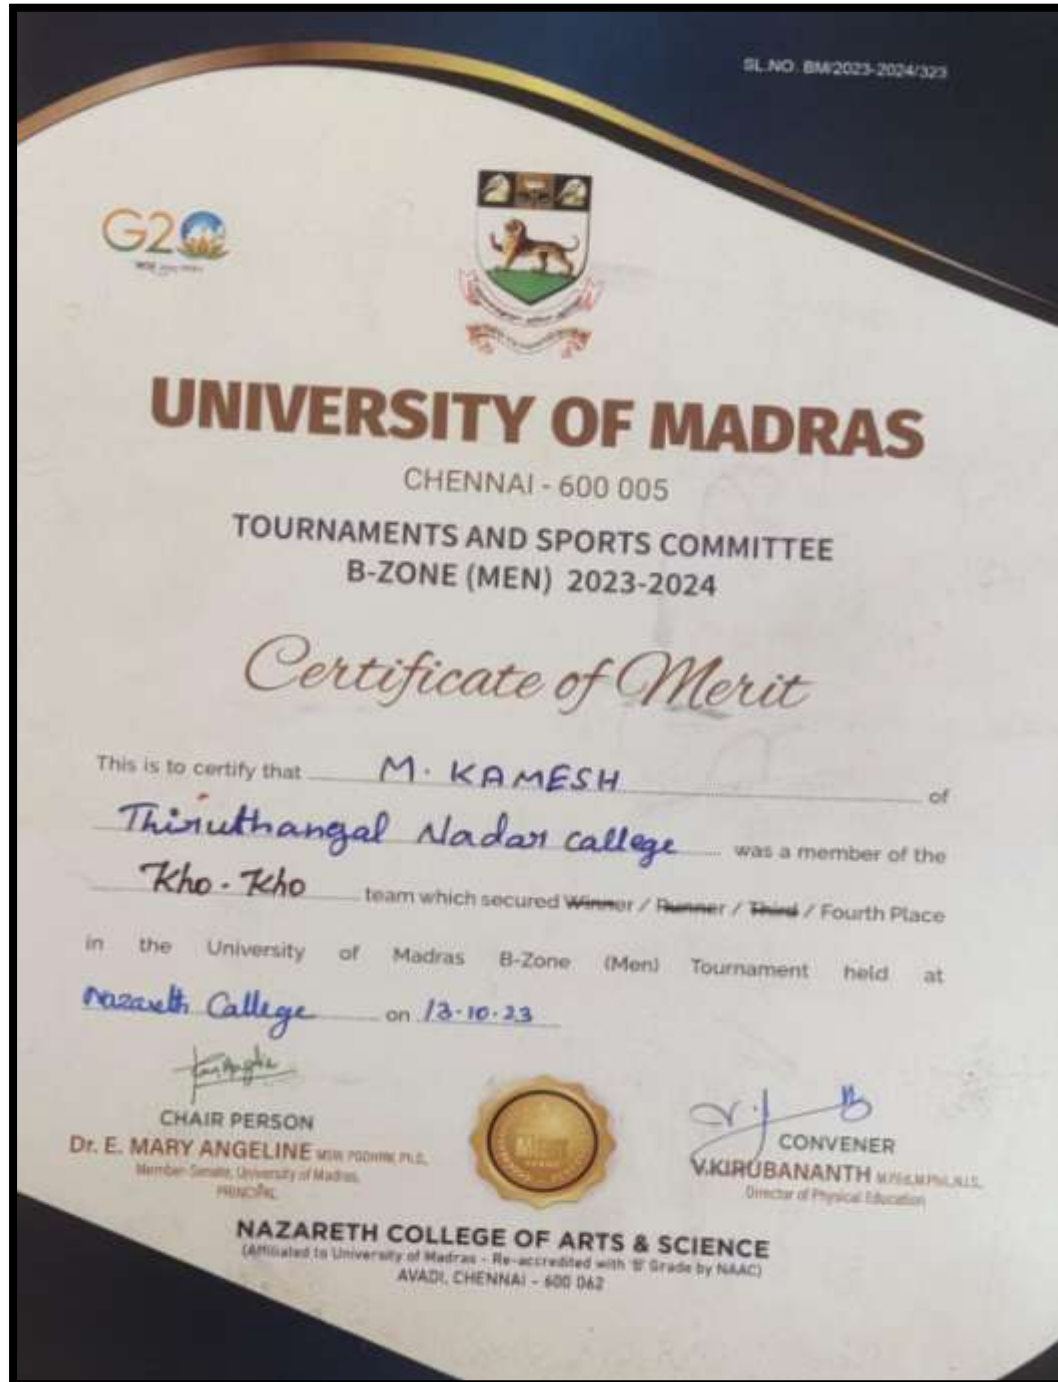 SL.NO. BM/2023-2024/323
G20
UNIVERSITY OF MADRAS
CHENNAI - 600 005
TOURNAMENTS AND SPORTS COMMITTEE
B-ZONE (MEN) 2023-2024
Certificate of Merit
This is to certify that M. KAMESH of
Thiruthangal Nadar College was a member of the
Kho-Kho team which secured Winner / Runner / Third / Fourth Place
in the University of Madras B-Zone (Men) Tournament held at
Nazareth College on 13-10-23
CHAIR PERSON
Dr. E. MARY ANGELINE
Member-Senate, University of Madras,
PRINCIPAL
CONVENER
V.KIRUBANANTH
Director of Physical Education
NAZARETH COLLEGE OF ARTS & SCIENCE
(Affiliated to University of Madras - Re-accredited with 'B' Grade by NAAC)
AVADI, CHENNAI - 600 062